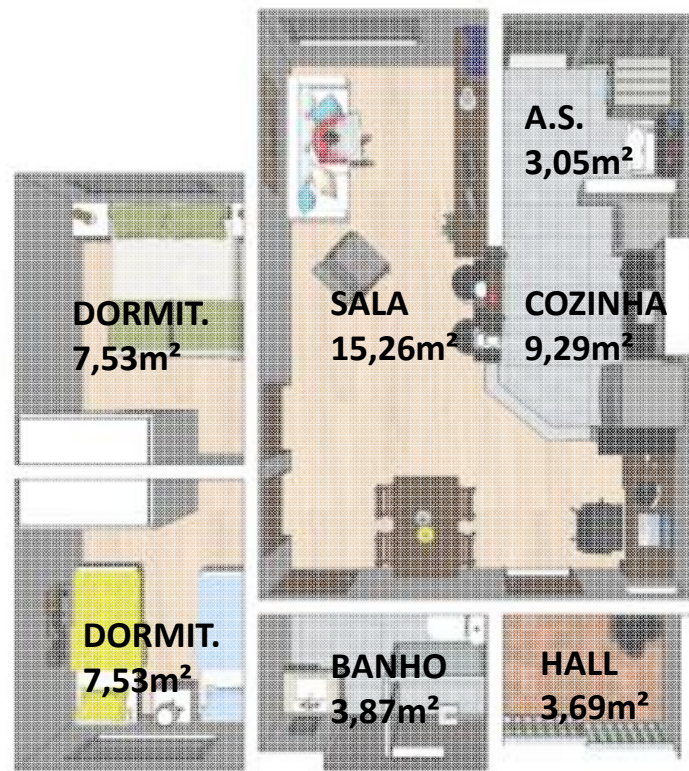 A.S.
3,05m²
DORMIT.
7,53m²
SALA
15,26m²
COZINHA
9,29m²
DORMIT.
7,53m²
BANHO
3,87m²
HALL
3,69m²